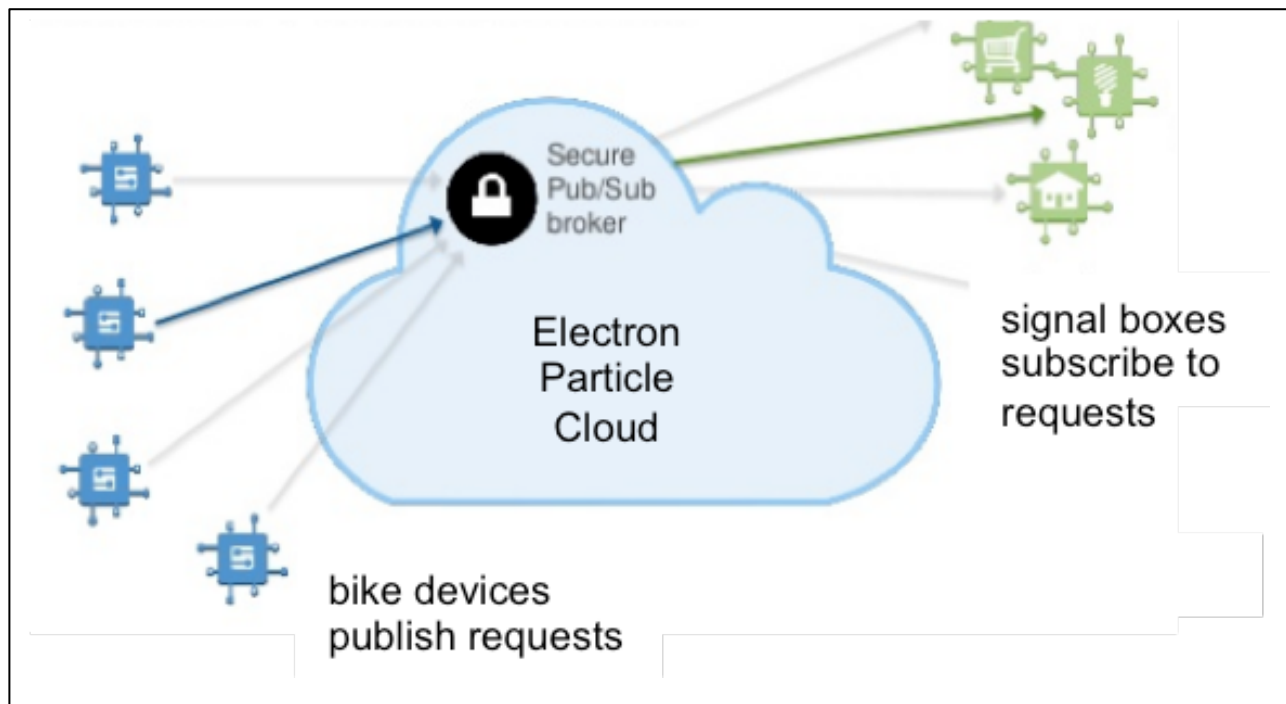 Secure
Pub/Sub
broker
Electron
Particle
Cloud
signal boxes
subscribe to
requests
bike devices
publish requests